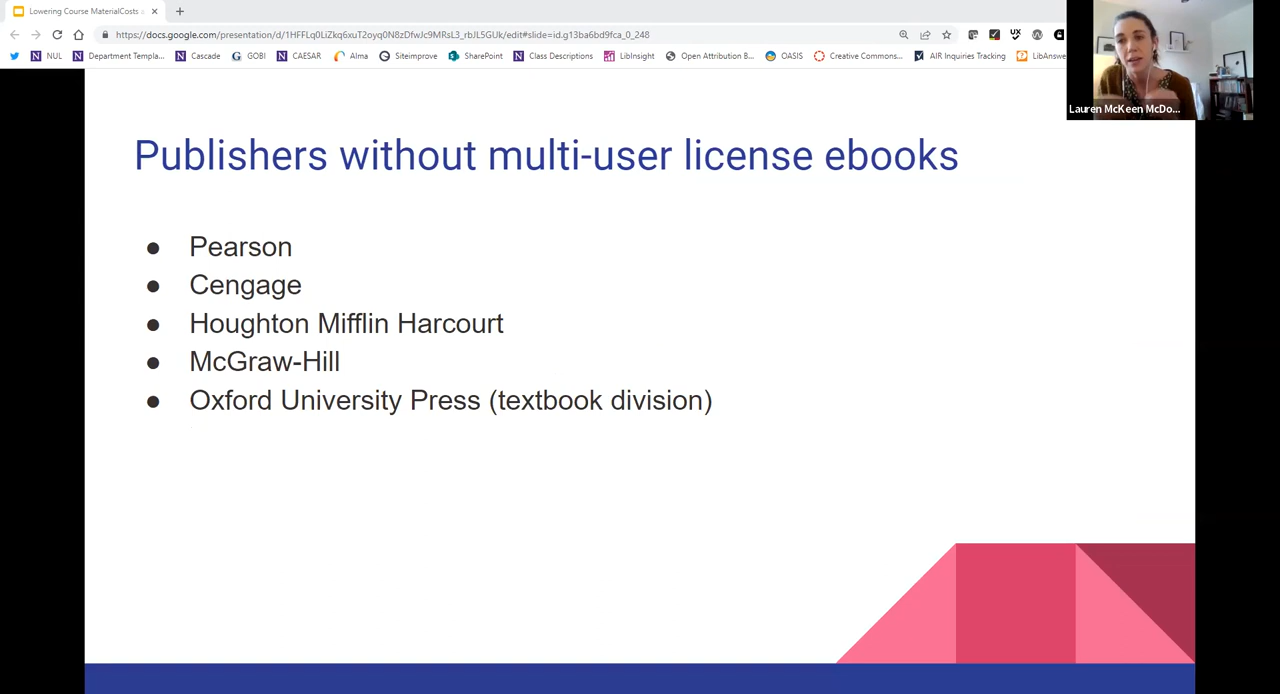 Lowering Course MaterialCosts a
https://docs.google.com/presentation/d/1HFFLq0LiZkq6xuT2oyq0N8zDfwJc9MRsL3_rbJL5GUk/edit#slide=id.g13ba6bd9fca_0_248
NUL Department Templa... Cascade GOBI CAESAR Alma Siteimprove SharePoint Class Descriptions LibInsight Open Attribution B... OASIS Creative Commons... AIR Inquiries Tracking LibAnswe
Lauren McKeen McDo...
Publishers without multi-user license ebooks
● Pearson
● Cengage
● Houghton Mifflin Harcourt
● McGraw-Hill
● Oxford University Press (textbook division)